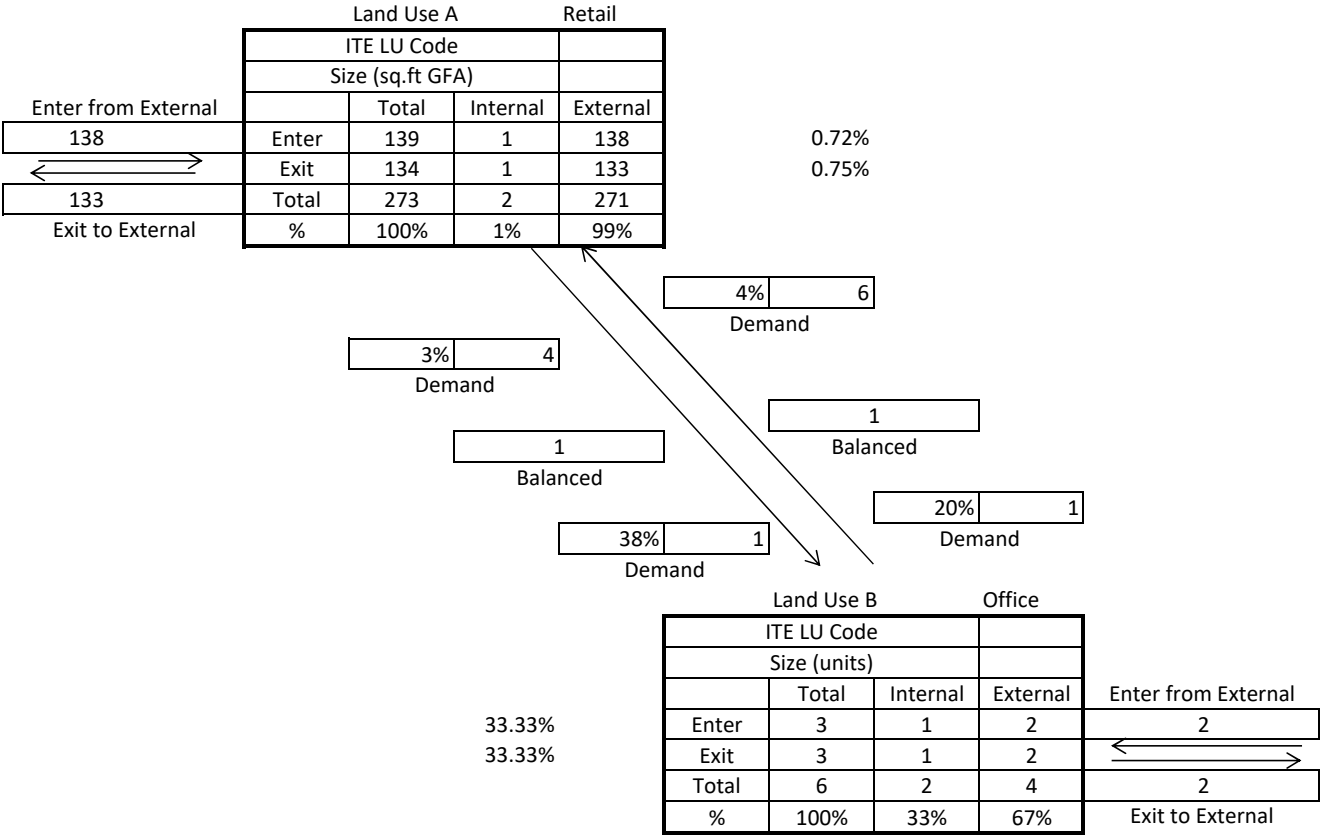 Land Use A Retail
ITE LU Code
Size (sq.ft GFA)
Enter from External Total Internal External
138 Enter 139 1 138 0.72%
Exit 134 1 133 0.75%
133 Total 273 2 271
Exit to External % 100% 1% 99%
4% 6
Demand
3% 4
Demand
1
Balanced
1
Balanced
20% 1
Demand
38% 1
Demand
Land Use B Office
ITE LU Code
Size (units)
Total Internal External Enter from External
33.33% Enter 3 1 2 2
33.33% Exit 3 1 2
Total 6 2 4 2
% 100% 33% 67% Exit to External